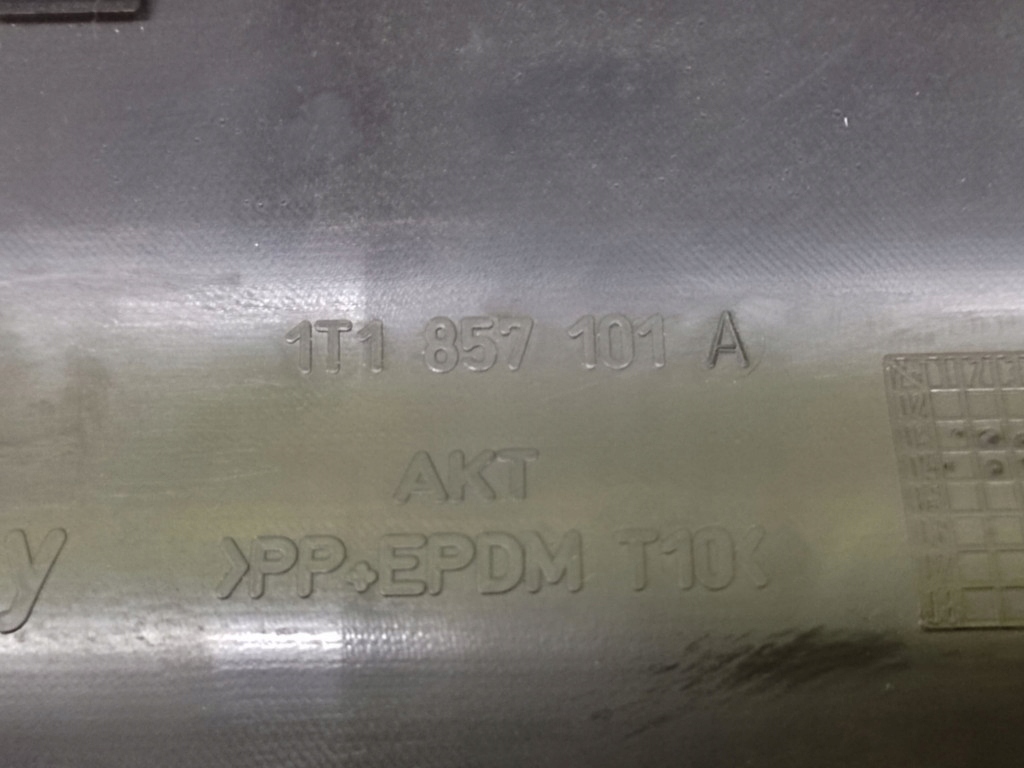 1T1 857 101 A
AKT
>PP+EPDM T10<
y